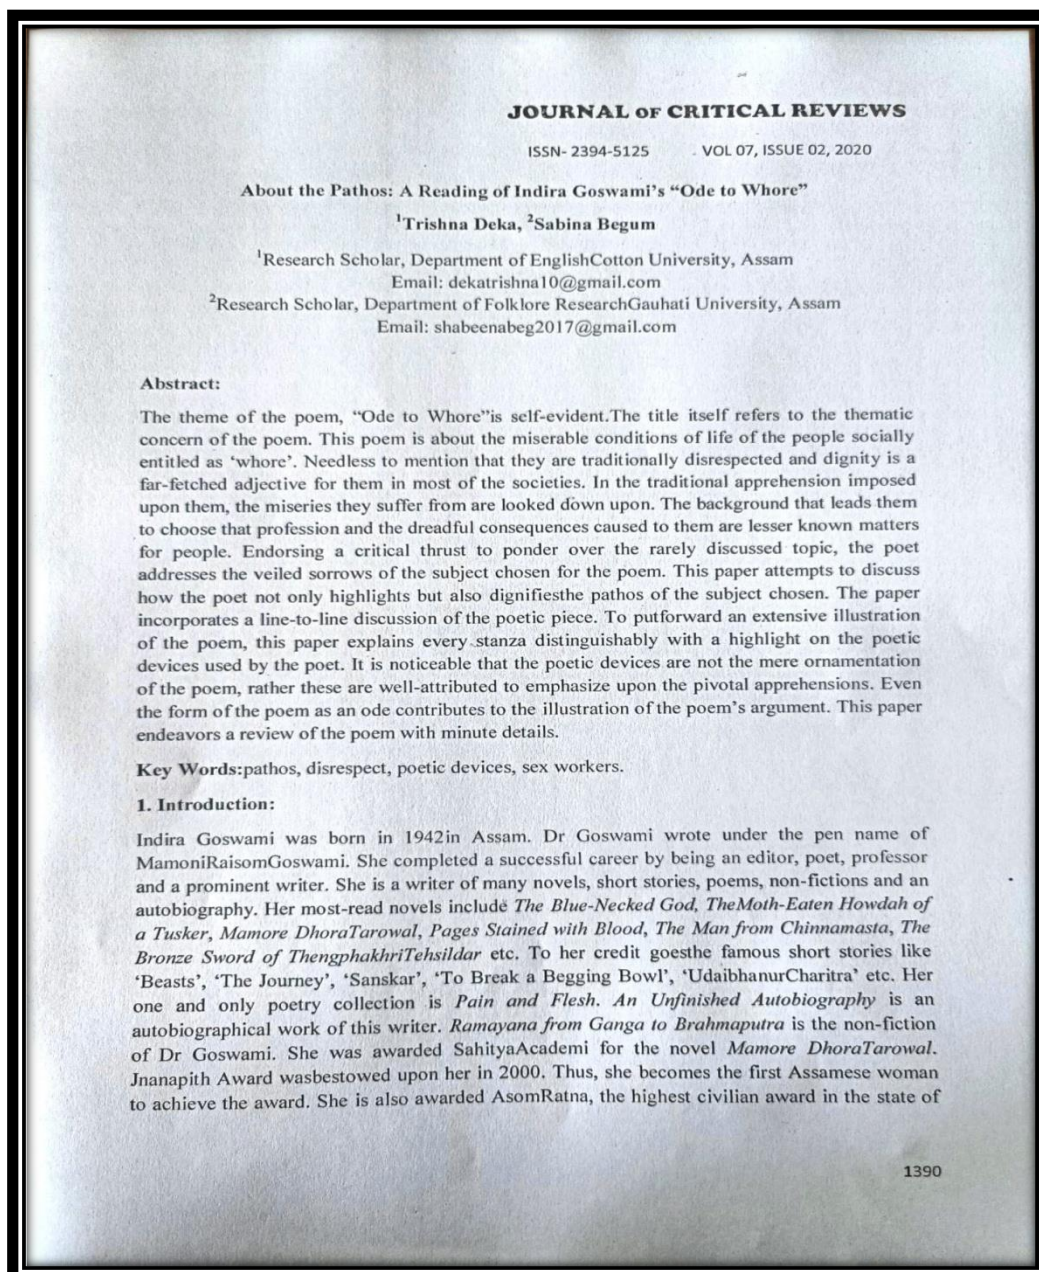 JOURNAL OF CRITICAL REVIEWS
ISSN- 2394-5125 VOL 07, ISSUE 02, 2020
About the Pathos: A Reading of Indira Goswami's “Ode to Whore”
¹Trishna Deka, ²Sabina Begum
¹Research Scholar, Department of EnglishCotton University, Assam
Email: dekatrishna10@gmail.com
²Research Scholar, Department of Folklore ResearchGauhati University, Assam
Email: shabeenabeg2017@gmail.com
Abstract:
The theme of the poem, “Ode to Whore”is self-evident.The title itself refers to the thematic
concern of the poem. This poem is about the miserable conditions of life of the people socially
entitled as ‘whore’. Needless to mention that they are traditionally disrespected and dignity is a
far-fetched adjective for them in most of the societies. In the traditional apprehension imposed
upon them, the miseries they suffer from are looked down upon. The background that leads them
to choose that profession and the dreadful consequences caused to them are lesser known matters
for people. Endorsing a critical thrust to ponder over the rarely discussed topic, the poet
addresses the veiled sorrows of the subject chosen for the poem. This paper attempts to discuss
how the poet not only highlights but also dignifiesthe pathos of the subject chosen. The paper
incorporates a line-to-line discussion of the poetic piece. To putforward an extensive illustration
of the poem, this paper explains every stanza distinguishably with a highlight on the poetic
devices used by the poet. It is noticeable that the poetic devices are not the mere ornamentation
of the poem, rather these are well-attributed to emphasize upon the pivotal apprehensions. Even
the form of the poem as an ode contributes to the illustration of the poem's argument. This paper
endeavors a review of the poem with minute details.
Key Words:pathos, disrespect, poetic devices, sex workers.
1. Introduction:
Indira Goswami was born in 1942in Assam. Dr Goswami wrote under the pen name of
MamoniRaisomGoswami. She completed a successful career by being an editor, poet, professor
and a prominent writer. She is a writer of many novels, short stories, poems, non-fictions and an
autobiography. Her most-read novels include The Blue-Necked God, TheMoth-Eaten Howdah of
a Tusker, Mamore DhoraTarowal, Pages Stained with Blood, The Man from Chinnamasta, The
Bronze Sword of ThengphakhriTehsildar etc. To her credit goesthe famous short stories like
‘Beasts’, ‘The Journey’, ‘Sanskar’, ‘To Break a Begging Bowl’, ‘UdaibhanurCharitra’ etc. Her
one and only poetry collection is Pain and Flesh. An Unfinished Autobiography is an
autobiographical work of this writer. Ramayana from Ganga to Brahmaputra is the non-fiction
of Dr Goswami. She was awarded SahityaAcademi for the novel Mamore DhoraTarowal.
Jnanapith Award wasbestowed upon her in 2000. Thus, she becomes the first Assamese woman
to achieve the award. She is also awarded AsomRatna, the highest civilian award in the state of
1390